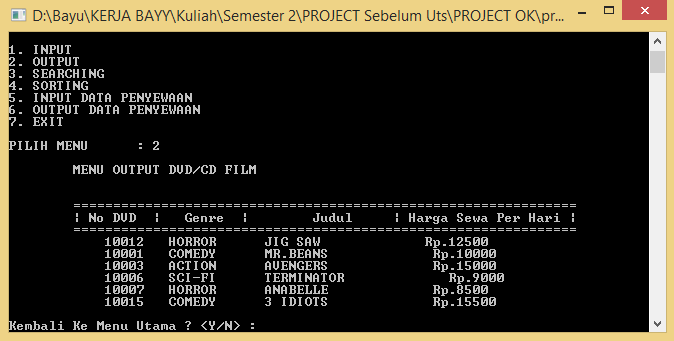 D:\Bayu\KERJA BAYY\Kuliah\Semester 2\PROJECT Sebelum Uts\PROJECT OK\pr...
1. INPUT
2. OUTPUT
3. SEARCHING
4. SORTING
5. INPUT DATA PENYEWAAN
6. OUTPUT DATA PENYEWAAN
7. EXIT
PILIH MENU : 2
MENU OUTPUT DVD/CD FILM
===============================================================
¦ No DVD ¦ Genre ¦ Judul ¦ Harga Sewa Per Hari ¦
===============================================================
10012 HORROR JIG SAW Rp.12500
10001 COMEDY MR.BEANS Rp.10000
10003 ACTION AVENGERS Rp.15000
10006 SCI-FI TERMINATOR Rp.9000
10007 HORROR ANABELLE Rp.8500
10015 COMEDY 3 IDIOTS Rp.15500
Kembali Ke Menu Utama ? <Y/N> :